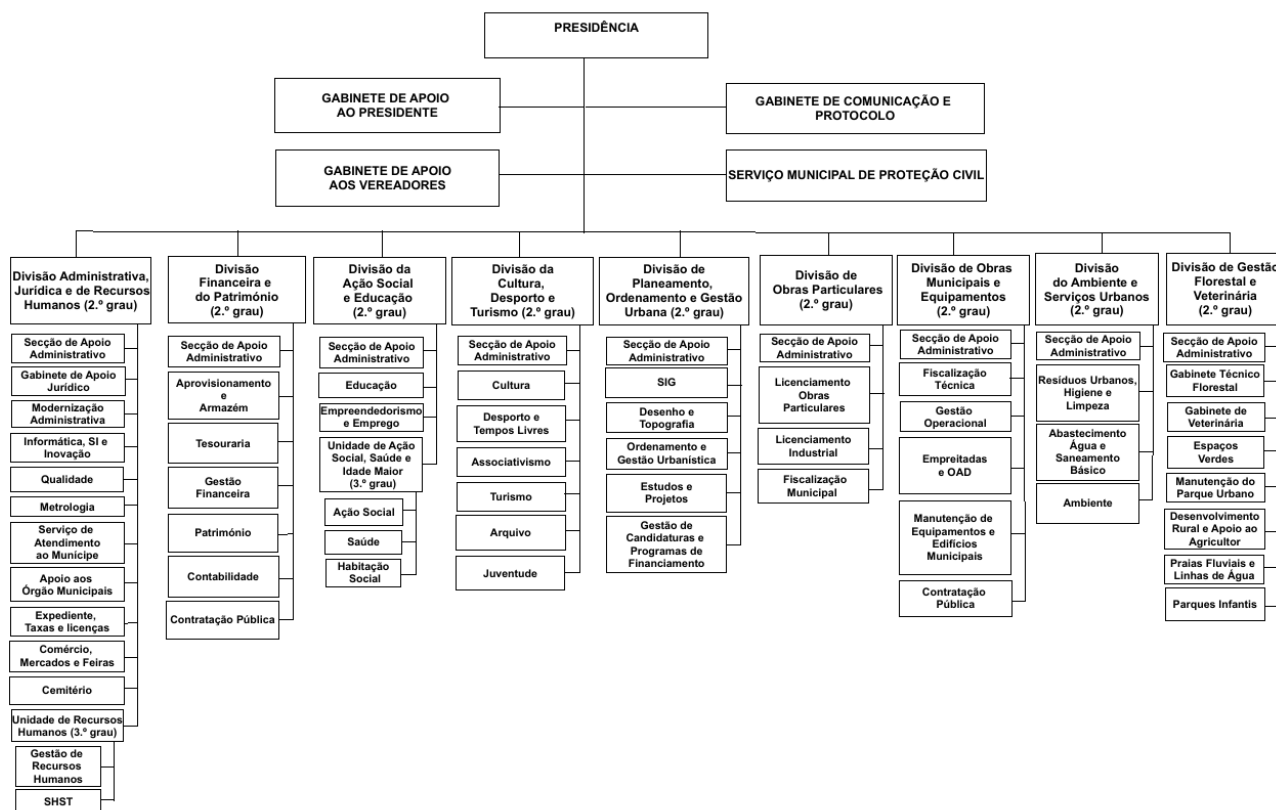 PRESIDÊNCIA
GABINETE DE APOIO
AO PRESIDENTE
GABINETE DE COMUNICAÇÃO E
PROTOCOLO
GABINETE DE APOIO
AOS VEREADORES
SERVIÇO MUNICIPAL DE PROTEÇÃO CIVIL
Divisão Administrativa,
Jurídica e de Recursos
Humanos (2.º grau)
Secção de Apoio
Administrativo
Gabinete de Apoio
Jurídico
Modernização
Administrativa
Informática, SI e
Inovação
Qualidade
Metrologia
Serviço de
Atendimento
ao Municipe
Apoio aos
Órgão Municipais
Expediente,
Taxas e licenças
Comércio,
Mercados e Feiras
Cemitério
Unidade de Recursos
Humanos (3.º grau)
Gestão de
Recursos
Humanos
SHST
Divisão
Financeira e
do Património
(2.º grau)
Secção de Apoio
Administrativo
Aprovisionamento
e
Armazém
Tesouraria
Gestão
Financeira
Património
Contabilidade
Contratação Pública
Divisão da
Ação Social
e Educação
(2.º grau)
Secção de Apoio
Administrativo
Educação
Empreendedorismo
e Emprego
Unidade de Ação
Social, Saúde e
Idade Maior
(3.º grau)
Ação Social
Saúde
Habitação
Social
Divisão da
Cultura,
Desporto e
Turismo (2.º grau)
Secção de Apoio
Administrativo
Cultura
Desporto e
Tempos Livres
Associativismo
Turismo
Arquivo
Juventude
Divisão de
Planeamento,
Ordenamento e Gestão
Urbana (2.º grau)
Secção de Apoio
Administrativo
SIG
Desenho e
Topografia
Ordenamento e
Gestão Urbanística
Estudos e
Projetos
Gestão de
Candidaturas e
Programas de
Financiamento
Divisão de
Obras Particulares
(2.º grau)
Secção de Apoio
Administrativo
Licenciamento
Obras
Particulares
Licenciamento
Industrial
Fiscalização
Municipal
Divisão de Obras
Municipais e
Equipamentos
(2.º grau)
Secção de Apoio
Administrativo
Fiscalização
Técnica
Gestão
Operacional
Empreitadas
e OAD
Manutenção de
Equipamentos e
Edifícios
Municipais
Contratação
Pública
Divisão
do Ambiente e
Serviços Urbanos
(2.º grau)
Secção de Apoio
Administrativo
Resíduos Urbanos,
Higiene e
Limpeza
Abastecimento
Água e
Saneamento
Básico
Ambiente
Divisão de Gestão
Florestal e
Veterinária
(2.º grau)
Secção de Apoio
Administrativo
Gabinete Técnico
Florestal
Gabinete de
Veterinária
Espaços
Verdes
Manutenção do
Parque Urbano
Desenvolvimento
Rural e Apoio ao
Agricultor
Praias Fluviais e
Linhas de Água
Parques Infantis